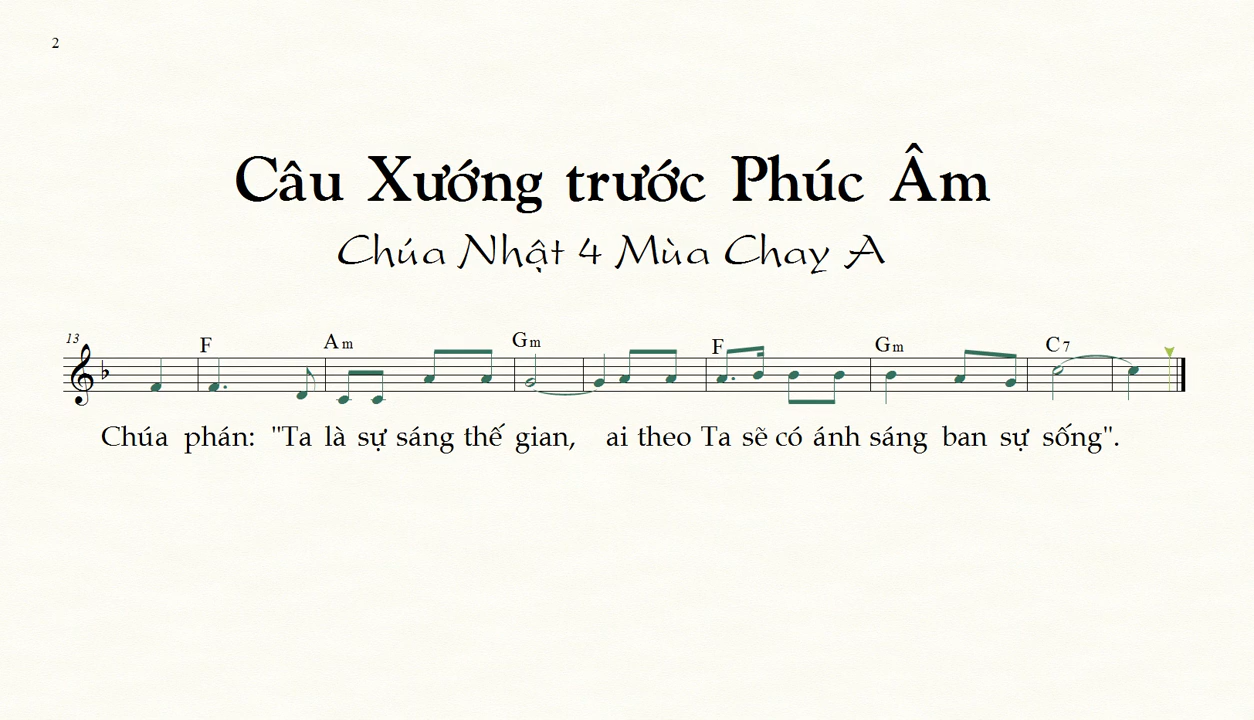 2
Câu Xướng trước Phúc Âm
Chúa Nhật 4 Mùa Chay A
13 F Am Gm F Gm C7
Chúa phán: "Ta là sự sáng thế gian, ai theo Ta sẽ có ánh sáng ban sự sống".